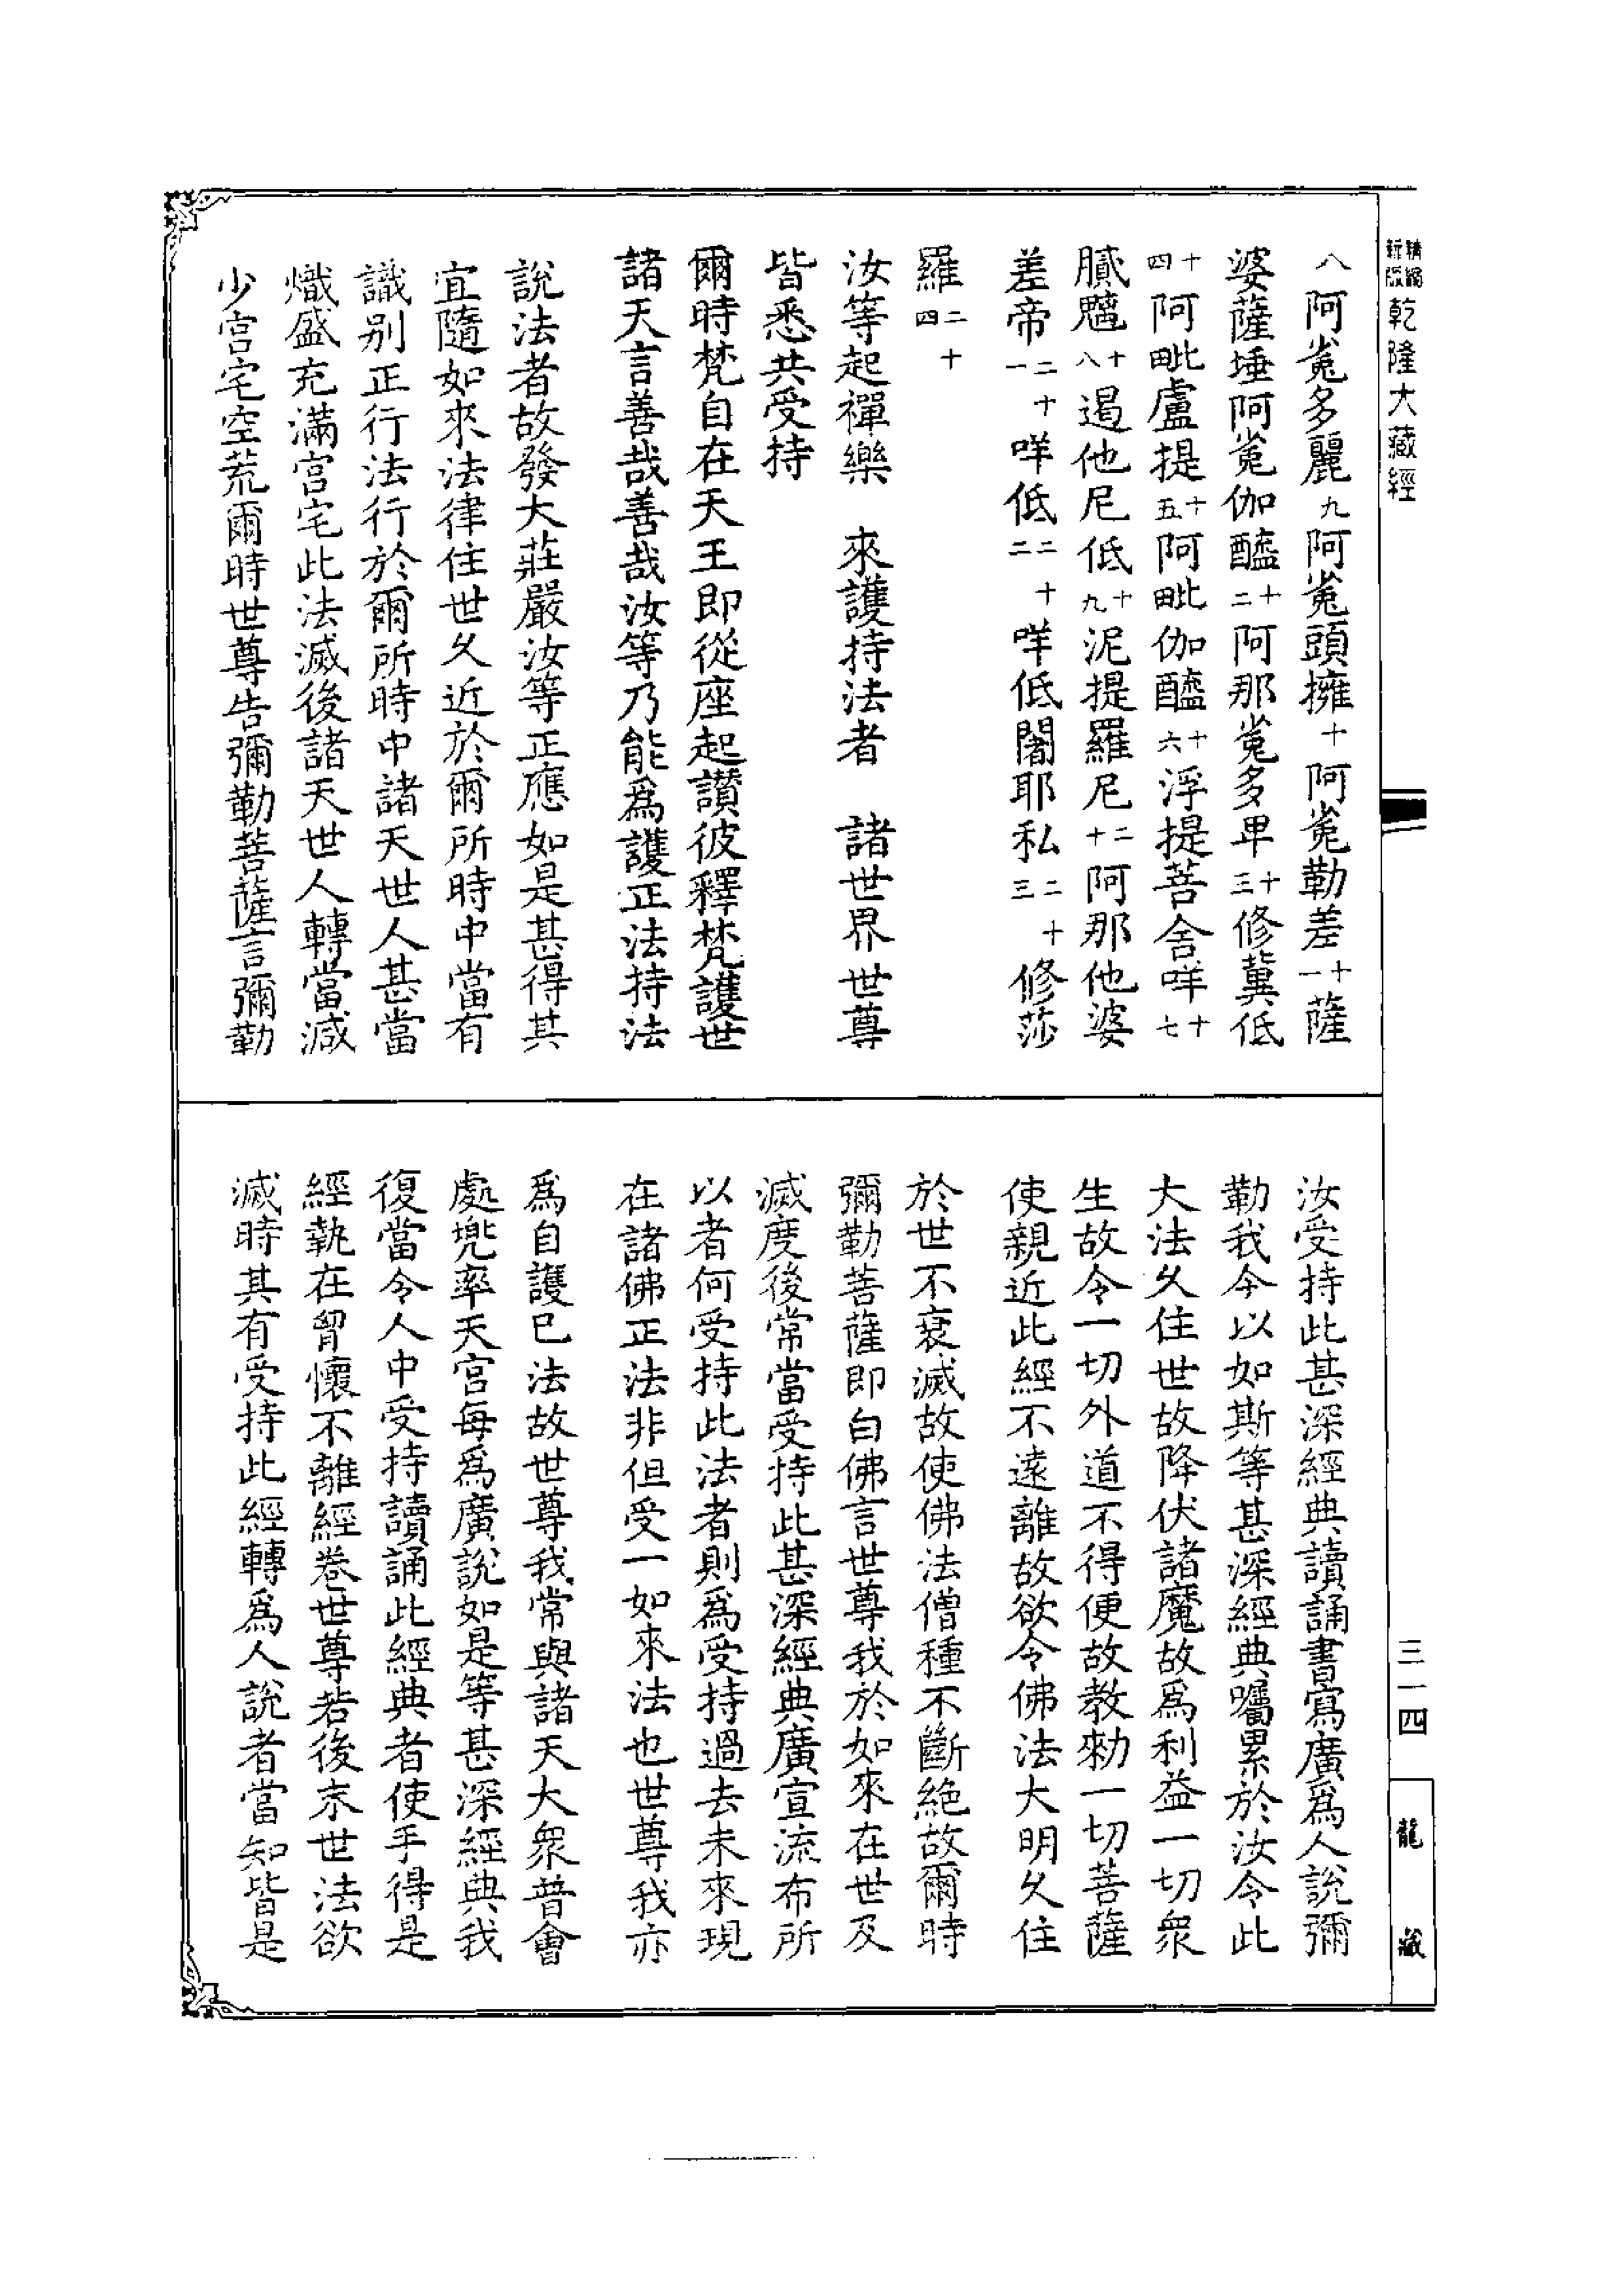 精縮新版乾隆大藏經
八阿㝹多麗九阿㝹頭擁十阿㝹勒差十一薩
婆薩埵阿㝹伽醯十二阿那㝹多卑十三修冀低
十四阿毗盧提十五阿毗伽醯十六浮提菩舍咩十七
膩魑十八遏他尼低十九泥提羅尼二十阿那他婆
差帝二十一咩低二十二咩低闍耶私二十三修莎
羅二十四
汝等起禪樂　來護持法者　諸世界世尊
皆悉共受持
爾時梵自在天王即從座起讚彼釋梵護世
諸天言善哉善哉汝等乃能為護正法持法
說法者故發大莊嚴汝等正應如是甚得其
宜隨如來法律住世久近於爾所時中當有
識別正行法行於爾所時中諸天世人甚當
熾盛充滿宮宅此法滅後諸天世人轉當減
少宮宅空荒爾時世尊告彌勒菩薩言彌勒
汝受持此甚深經典讀誦書寫廣為人說彌
勒我今以如斯等甚深經典囑累於汝令此
大法久住世故降伏諸魔故為利益一切眾
生故令一切外道不得便故教勑一切菩薩
使親近此經不遠離故欲令佛法大明久住
於世不衰滅故使佛法僧種不斷絕故爾時
彌勒菩薩即白佛言世尊我於如來在世及
滅度後常當受持此甚深經典廣宣流布所
以者何受持此法者則為受持過去未來現
在諸佛正法非但受一如來法也世尊我亦
為自護已法故世尊我常與諸天大眾普會
處兜率天宮每為廣說如是等甚深經典我
復當令人中受持讀誦此經典者使手得是
經執在胷懷不離經卷世尊若後末世法欲
滅時其有受持此經轉為人說者當知皆是
三一四
龍藏